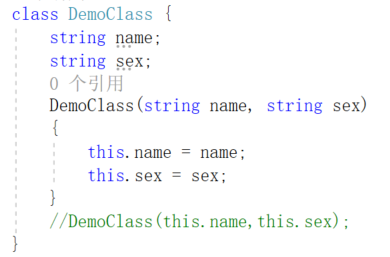 class DemoClass {
string name;
string sex;
0 个引用
DemoClass(string name, string sex)
{
this.name = name;
this.sex = sex;
}
//DemoClass(this.name,this.sex);
}